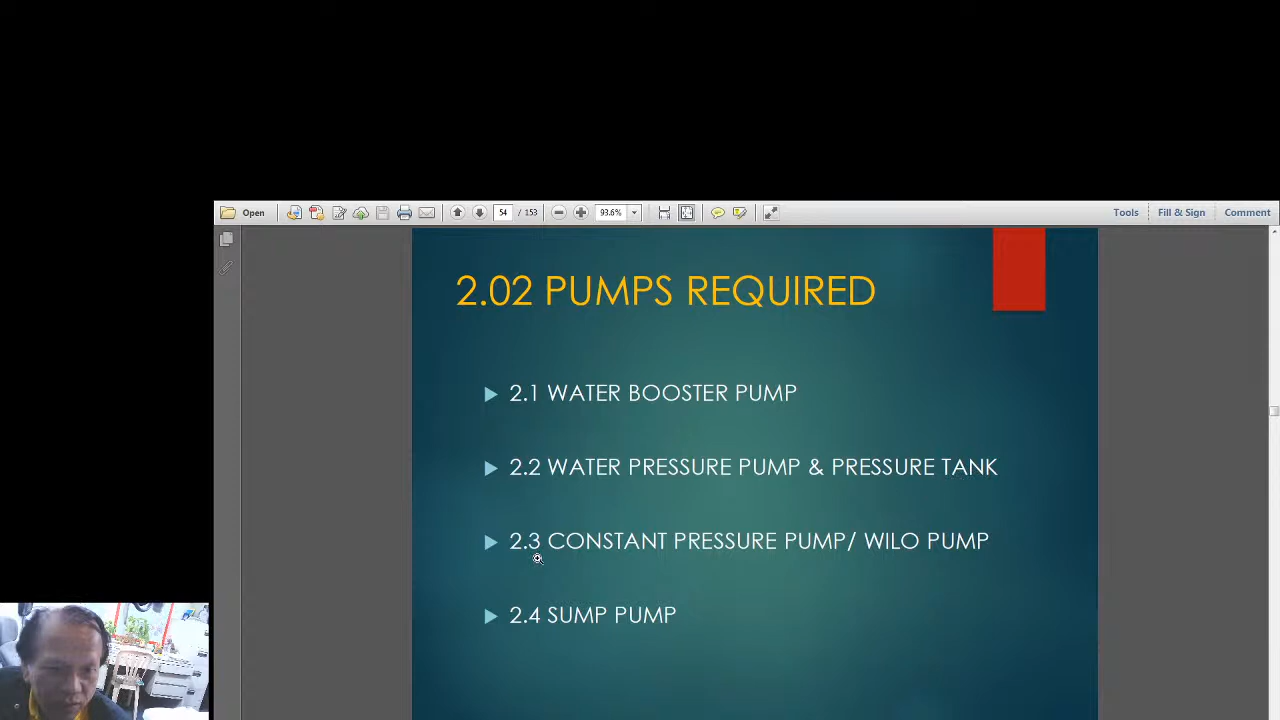 Open
54
/ 153
93.6%
Tools
Fill & Sign
Comment
2.02 PUMPS REQUIRED
2.1 WATER BOOSTER PUMP
2.2 WATER PRESSURE PUMP & PRESSURE TANK
2.3 CONSTANT PRESSURE PUMP/ WILO PUMP
2.4 SUMP PUMP